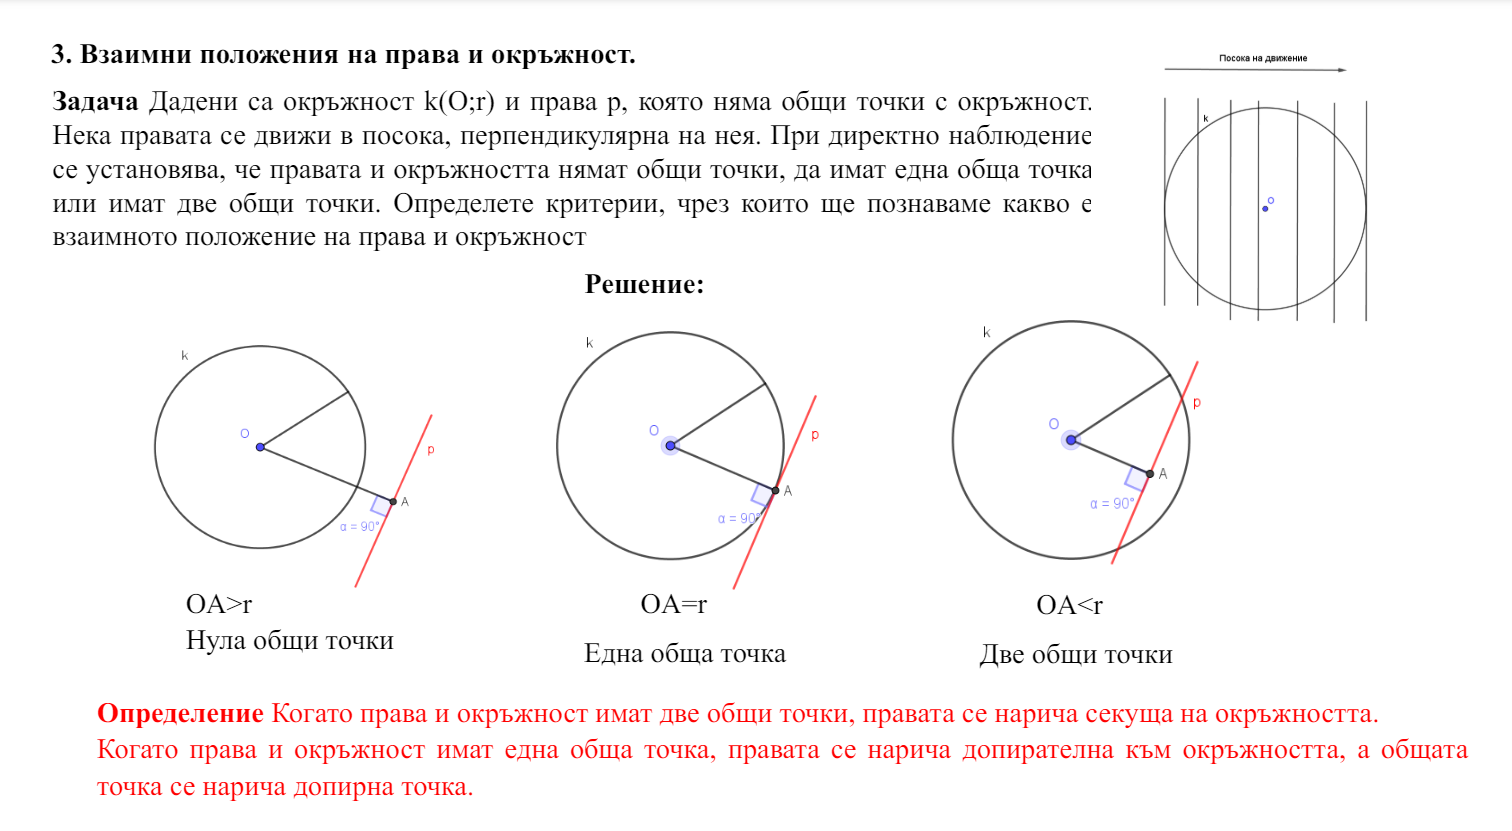 3. Взаимни положения на права и окръжност.
Посока на движение
Задача Дадени са окръжност k(O;r) и права p, която няма общи точки с окръжност.
Нека правата се движи в посока, перпендикулярна на нея. При директно наблюдение
се установява, че правата и окръжността нямат общи точки, да имат една обща точка
или имат две общи точки. Определете критерии, чрез които ще познаваме какво е
взаимното положение на права и окръжност
k
O
Решение:
k
O
p
A
α = 90°
k
O
p
A
α = 90°
k
O
p
A
α = 90°
OA>r
Нула общи точки
OA=r
Една обща точка
OA<r
Две общи точки
Определение Когато права и окръжност имат две общи точки, правата се нарича секуща на окръжността.
Когато права и окръжност имат една обща точка, правата се нарича допирателна към окръжността, а общата
точка се нарича допирна точка.